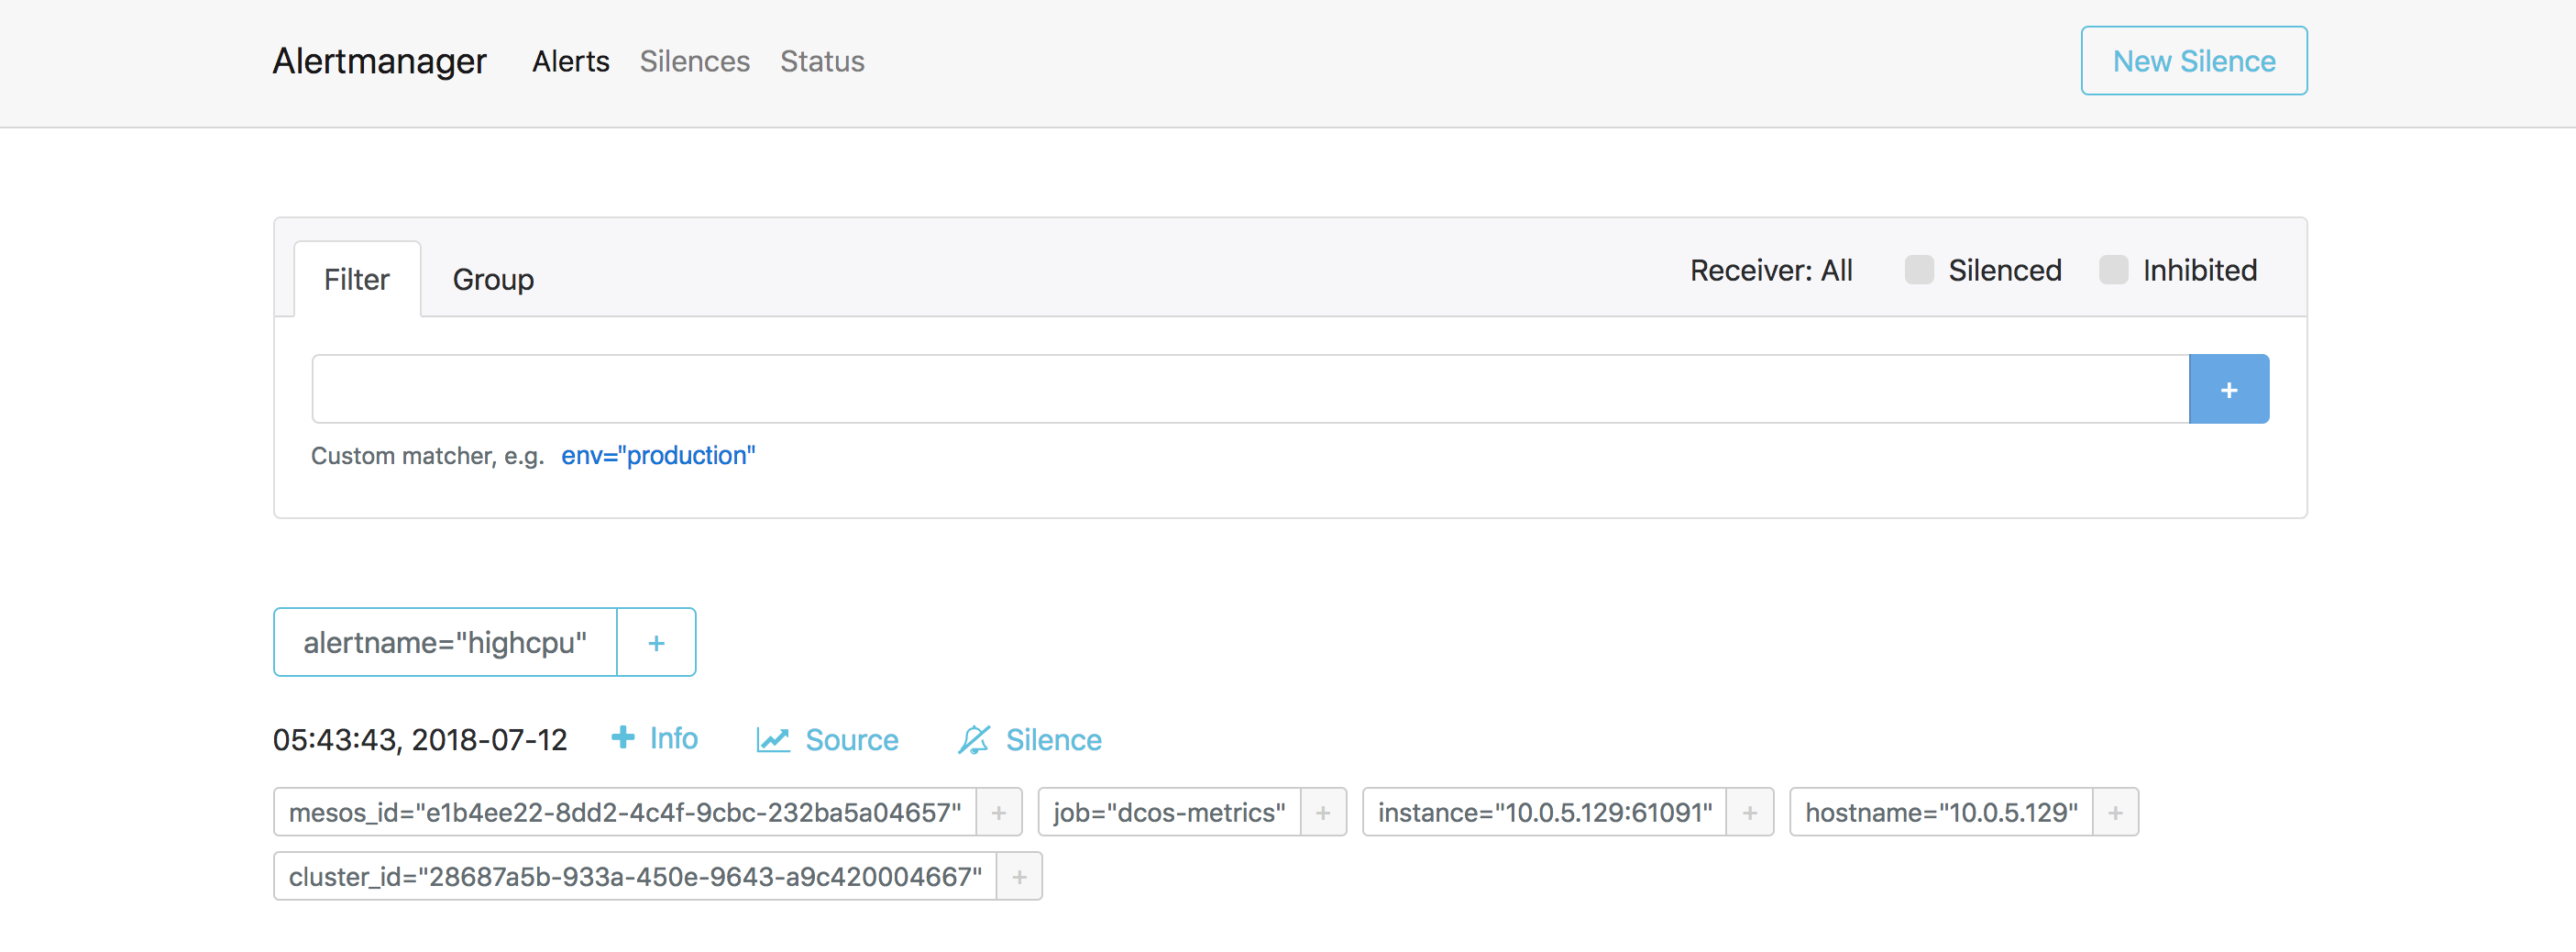 Alertmanager Alerts Silences Status New Silence
Filter Group Receiver: All Silenced Inhibited
+
Custom matcher, e.g. env="production"
alertname="highcpu" +
05:43:43, 2018-07-12 + Info Source Silence
mesos_id="e1b4ee22-8dd2-4c4f-9cbc-232ba5a04657" + job="dcos-metrics" + instance="10.0.5.129:61091" + hostname="10.0.5.129" +
cluster_id="28687a5b-933a-450e-9643-a9c420004667" +